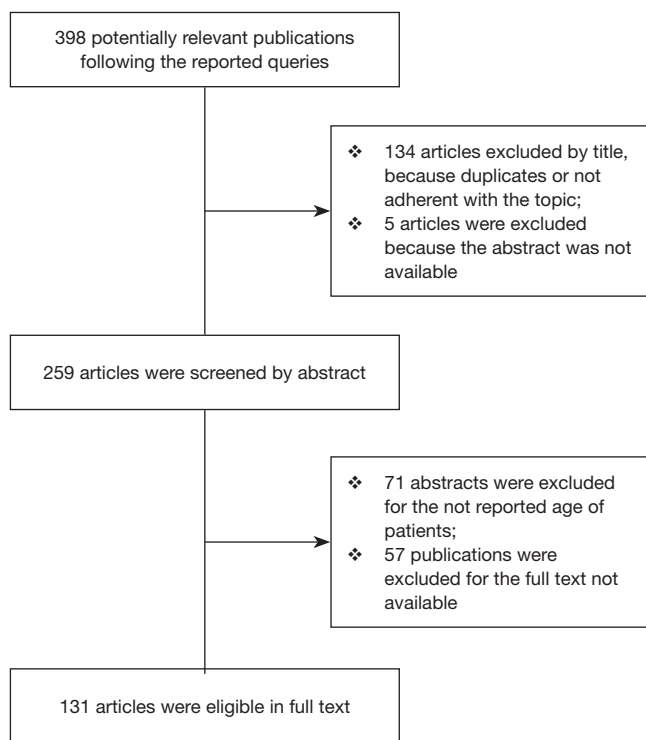 398 potentially relevant publications
following the reported queries
❖ 134 articles excluded by title,
because duplicates or not
adherent with the topic;
❖ 5 articles were excluded
because the abstract was not
available
259 articles were screened by abstract
❖ 71 abstracts were excluded
for the not reported age of
patients;
❖ 57 publications were
excluded for the full text not
available
131 articles were eligible in full text